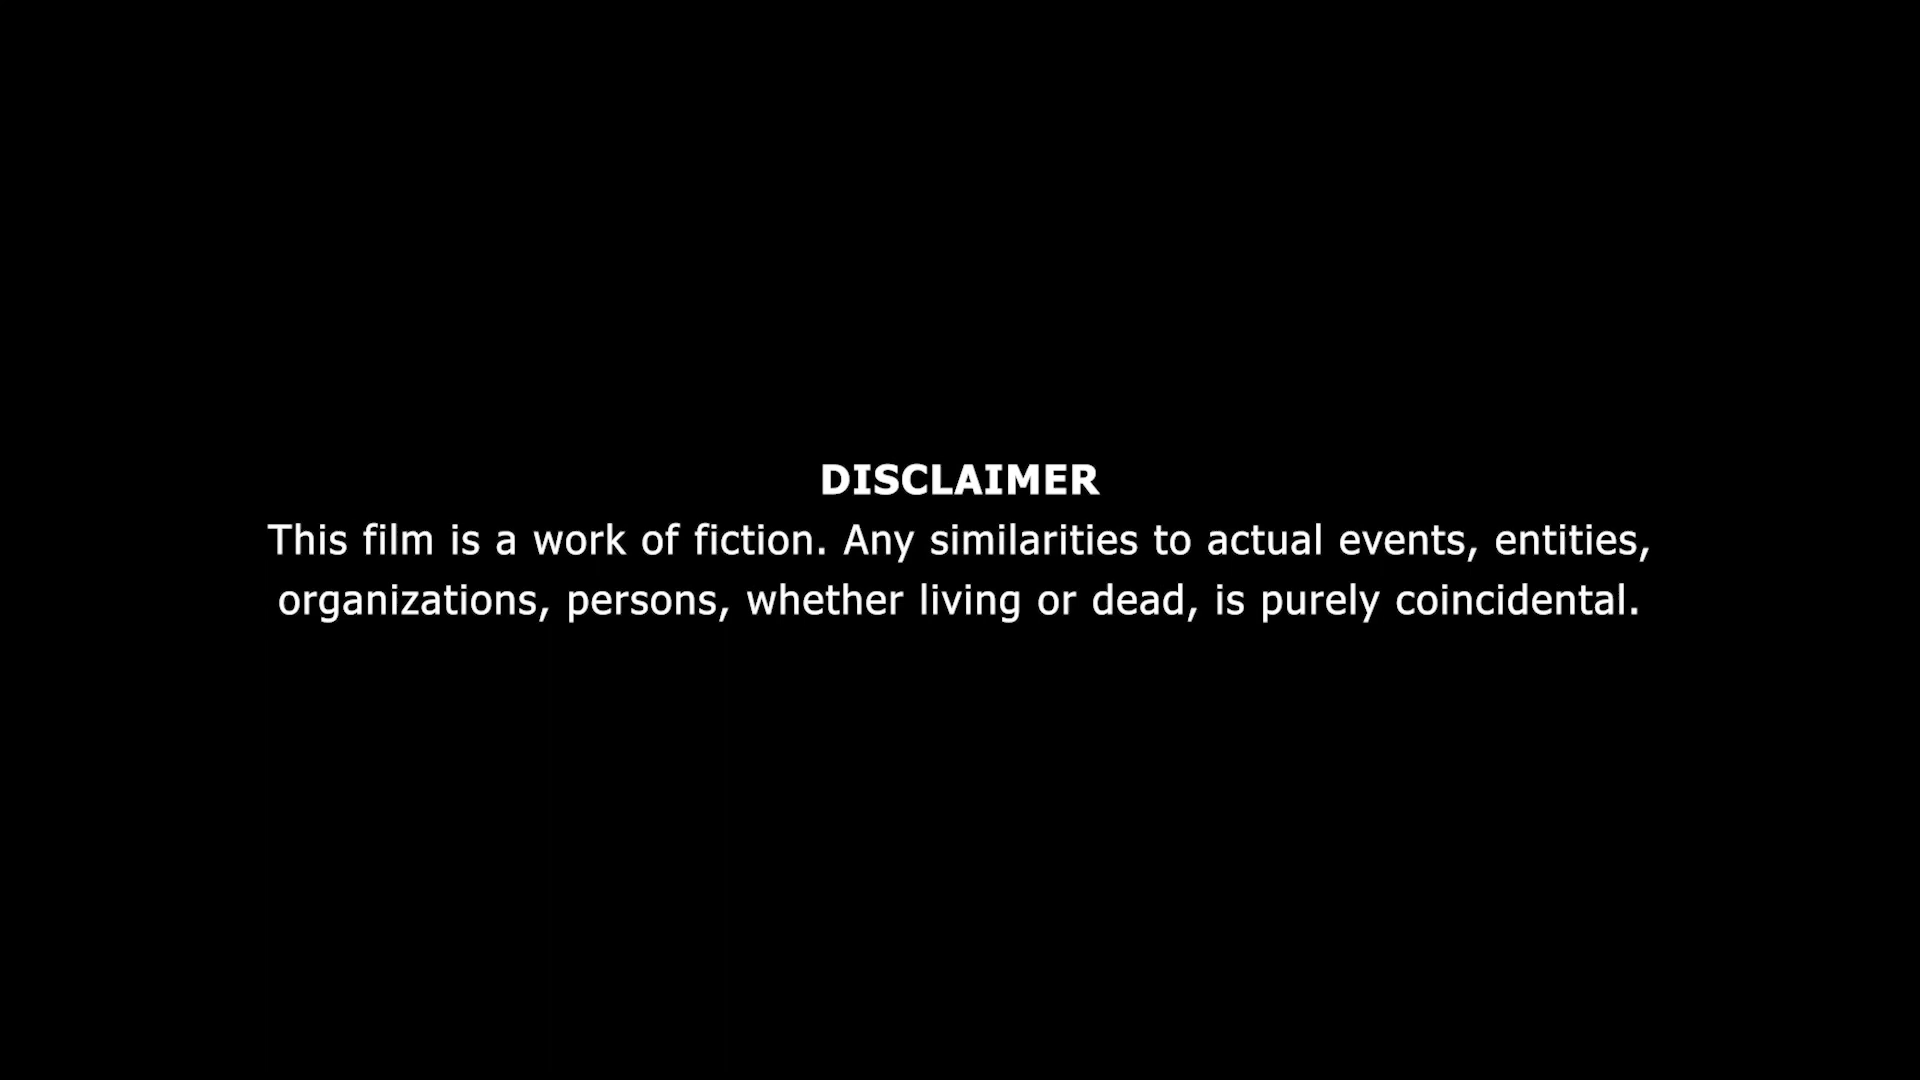 DISCLAIMER
This film is a work of fiction. Any similarities to actual events, entities,
organizations, persons, whether living or dead, is purely coincidental.